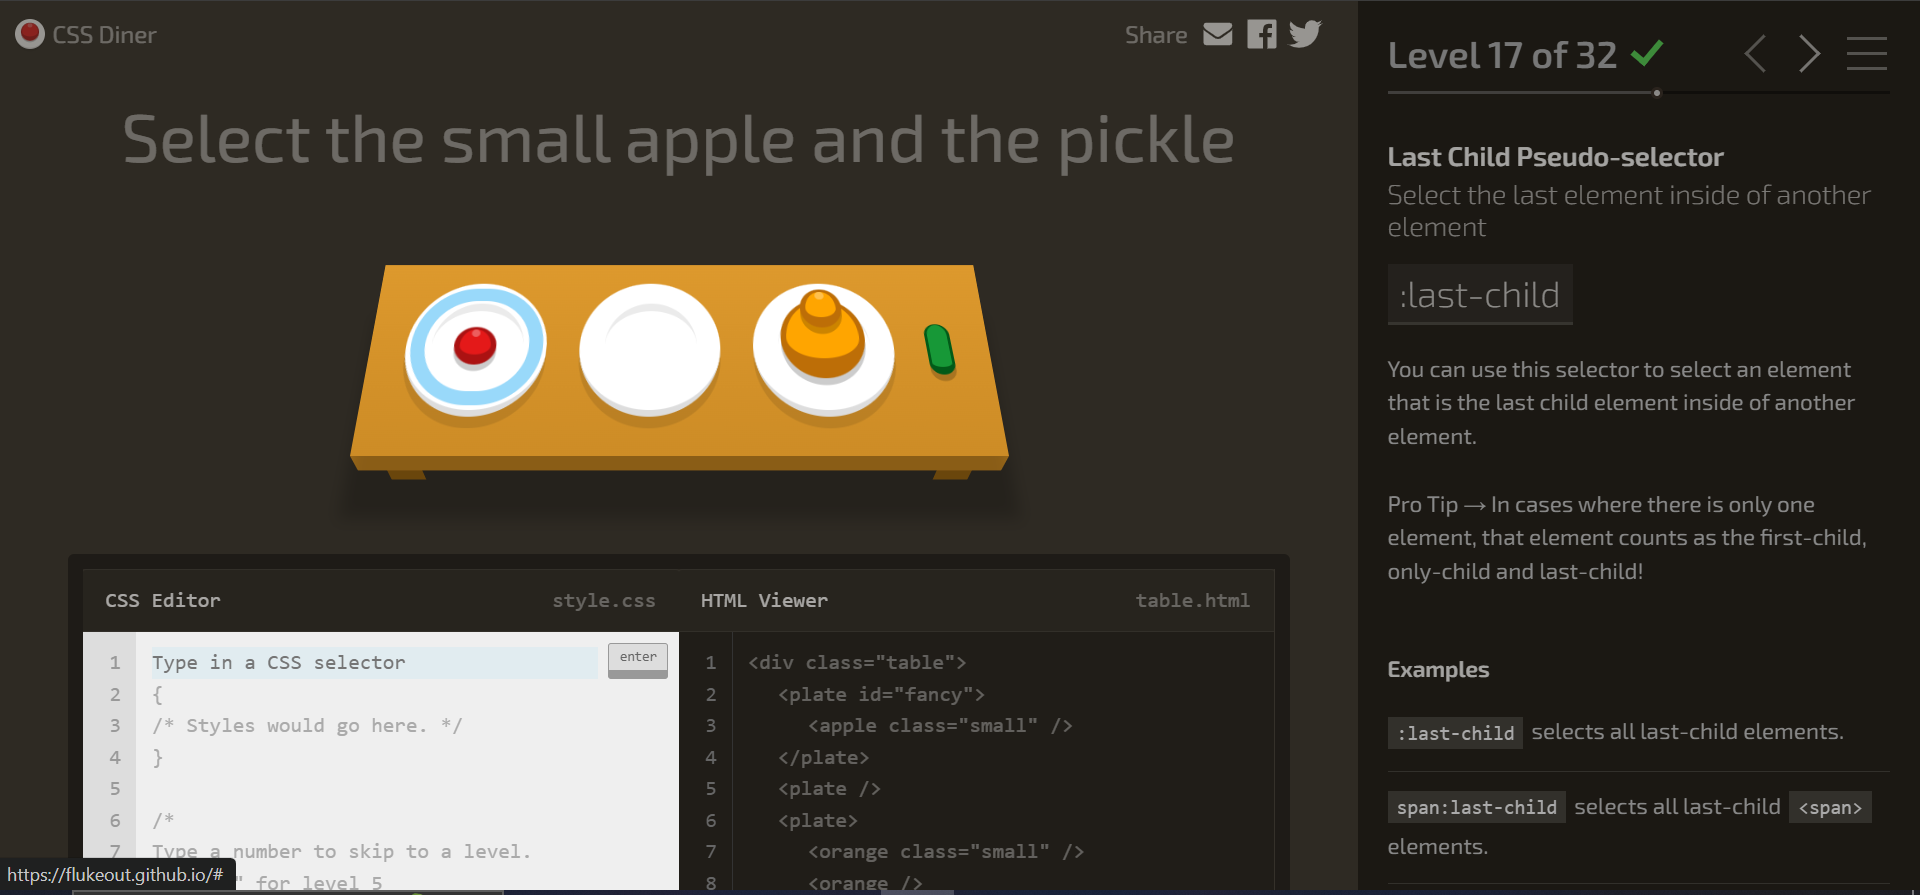 CSS Diner
Share
Select the small apple and the pickle
CSS Editor
style.css
enter
1 Type in a CSS selector
2 {
3 /* Styles would go here. */
4 }
5
6 /*
7 Type a number to skip to a level.
" for level 5
HTML Viewer
table.html
1 <div class="table">
2 <plate id="fancy">
3 <apple class="small" />
4 </plate>
5 <plate />
6 <plate>
7 <orange class="small" />
8 <orange />
https://flukeout.github.io/#
Level 17 of 32
Last Child Pseudo-selector
Select the last element inside of another
element
:last-child
You can use this selector to select an element
that is the last child element inside of another
element.
Pro Tip → In cases where there is only one
element, that element counts as the first-child,
only-child and last-child!
Examples
:last-child selects all last-child elements.
span:last-child selects all last-child <span>
elements.